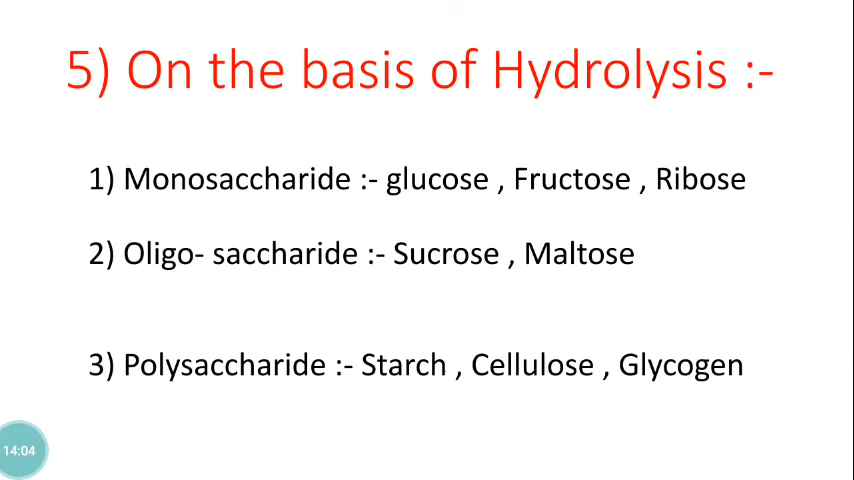 5) On the basis of Hydrolysis :-
1) Monosaccharide :- glucose , Fructose , Ribose
2) Oligo- saccharide :- Sucrose , Maltose
3) Polysaccharide :- Starch , Cellulose , Glycogen
14:04